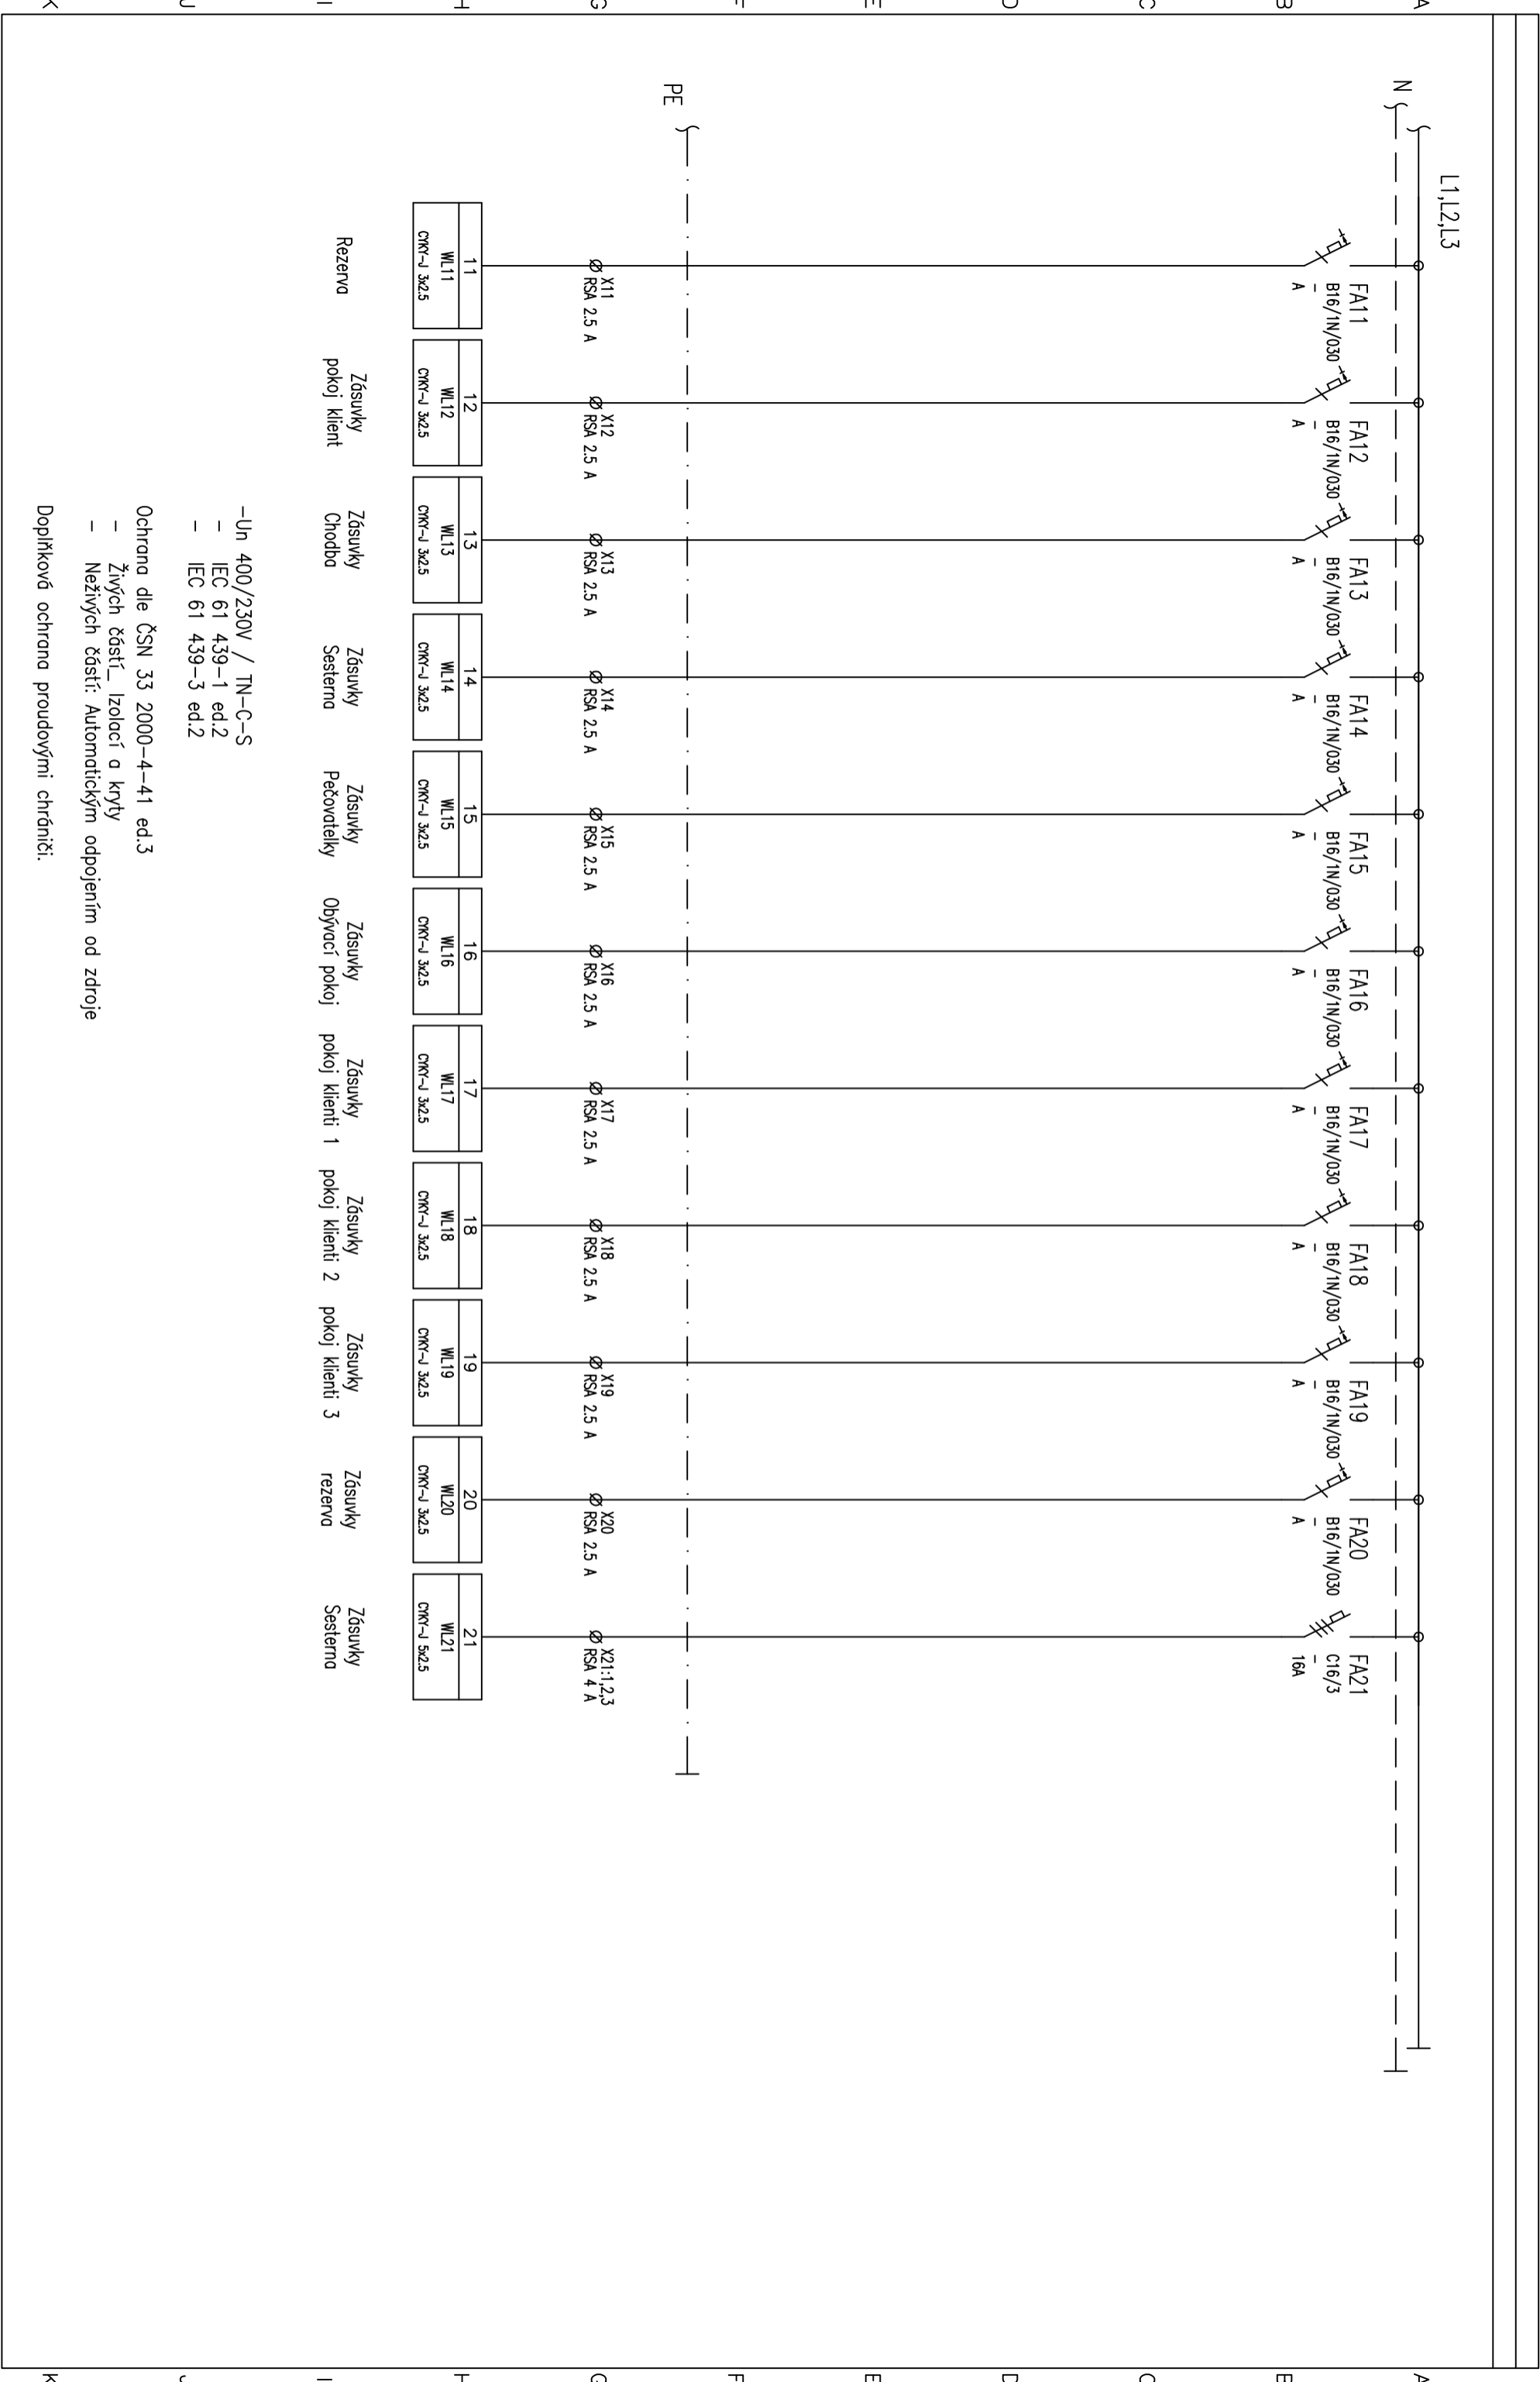 A B C D E F G H I J K
L1,L2,L3
N
PE
FA11
B16/1N/030
-
A
FA12
B16/1N/030
-
A
FA13
B16/1N/030
-
A
FA14
B16/1N/030
-
A
FA15
B16/1N/030
-
A
FA16
B16/1N/030
-
A
FA17
B16/1N/030
-
A
FA18
B16/1N/030
-
A
FA19
B16/1N/030
-
A
FA20
B16/1N/030
-
A
FA21
C16/3
-
16A
X11
RSA 2.5 A
X12
RSA 2.5 A
X13
RSA 2.5 A
X14
RSA 2.5 A
X15
RSA 2.5 A
X16
RSA 2.5 A
X17
RSA 2.5 A
X18
RSA 2.5 A
X19
RSA 2.5 A
X20
RSA 2.5 A
X21:1,2,3
RSA 4 A
11
WL11
CYKY-J 3x2.5
Rezerva
12
WL12
CYKY-J 3x2.5
Zásuvky
pokoj klient
13
WL13
CYKY-J 3x2.5
Zásuvky
Chodba
14
WL14
CYKY-J 3x2.5
Zásuvky
Sesterna
15
WL15
CYKY-J 3x2.5
Zásuvky
Pečovatelky
16
WL16
CYKY-J 3x2.5
Zásuvky
Obývací pokoj
17
WL17
CYKY-J 3x2.5
Zásuvky
pokoj klienti 1
18
WL18
CYKY-J 3x2.5
Zásuvky
pokoj klienti 2
19
WL19
CYKY-J 3x2.5
Zásuvky
pokoj klienti 3
20
WL20
CYKY-J 3x2.5
Zásuvky
rezerva
21
WL21
CYKY-J 5x2.5
Zásuvky
Sesterna
-Un 400/230V / TN-C-S
- IEC 61 439-1 ed.2
- IEC 61 439-3 ed.2
Ochrana dle ČSN 33 2000-4-41 ed.3
- Živých částí_ Izolací a kryty
- Neživých částí: Automatickým odpojením od zdroje
Doplňková ochrana proudovými chrániči.
A B C D E F G H I J K